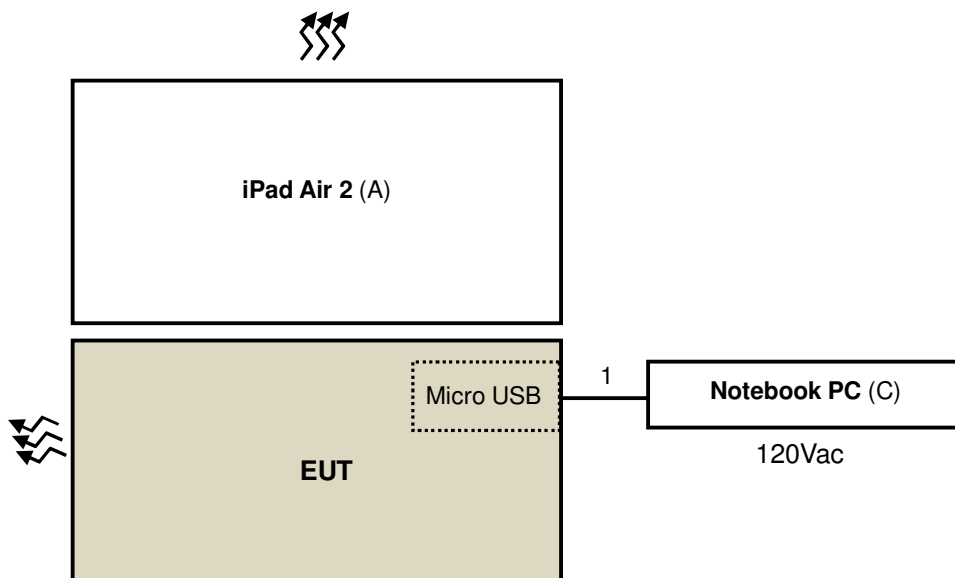 iPad Air 2 (A)
Micro USB
1
Notebook PC (C)
120Vac
EUT